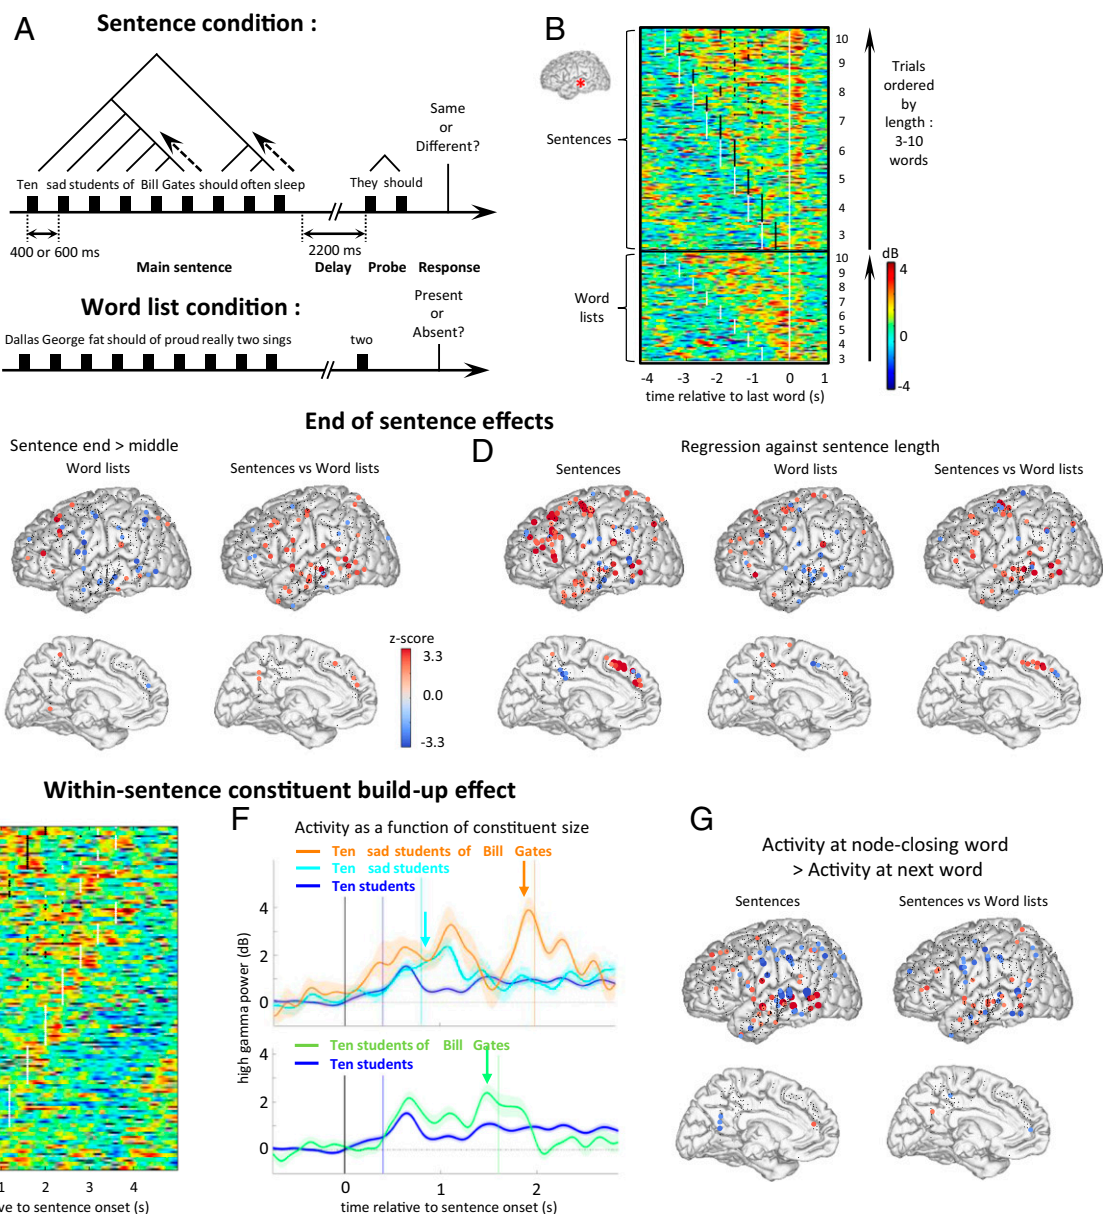 A
Sentence condition :
Same
or
Different?
Ten sad students of Bill Gates should often sleep
They should
400 or 600 ms
2200 ms
Main sentence
Delay
Probe
Response
Word list condition :
Present
or
Absent?
Dallas George fat should of proud really two sings
two
B
Sentences
Word
lists
10
9
8
7
6
5
4
3
10
9
8
7
6
5
4
3
Trials
ordered
by
length :
3-10
words
dB
4
0
-4
-4 -3 -2 -1 0 1
time relative to last word (s)
End of sentence effects
Sentence end > middle
Word lists
Sentences vs Word lists
z-score
3.3
0.0
-3.3
D
Regression against sentence length
Sentences
Word lists
Sentences vs Word lists
Within-sentence constituent build-up effect
1 2 3 4
ve to sentence onset (s)
F
Activity as a function of constituent size
Ten sad students of Bill Gates
Ten sad students
Ten students
4
2
0
high gamma power (dB)
Ten students of Bill Gates
Ten students
4
2
0
0 1 2
time relative to sentence onset (s)
G
Activity at node-closing word
> Activity at next word
Sentences
Sentences vs Word lists